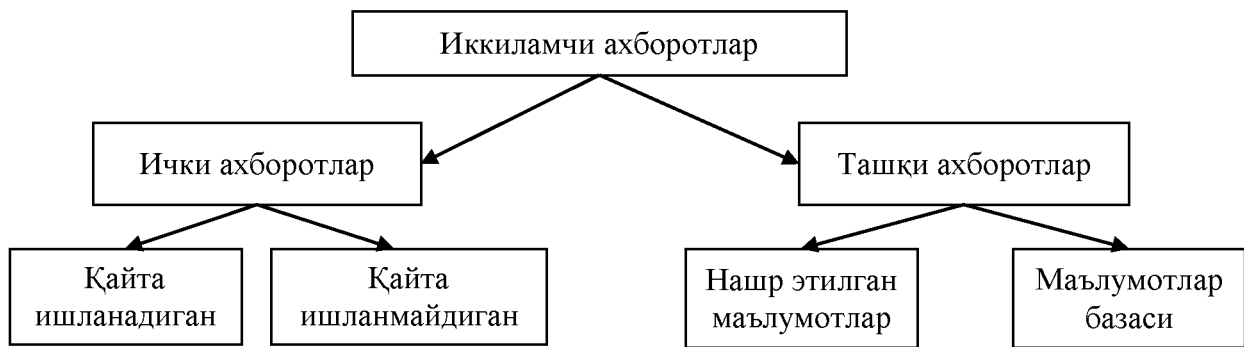 Иккиламчи ахборотлар
Ички ахборотлар
Ташқи ахборотлар
Қайта
ишланадиган
Қайта
ишланмайдиган
Нашр этилган
маълумотлар
Маълумотлар
базаси